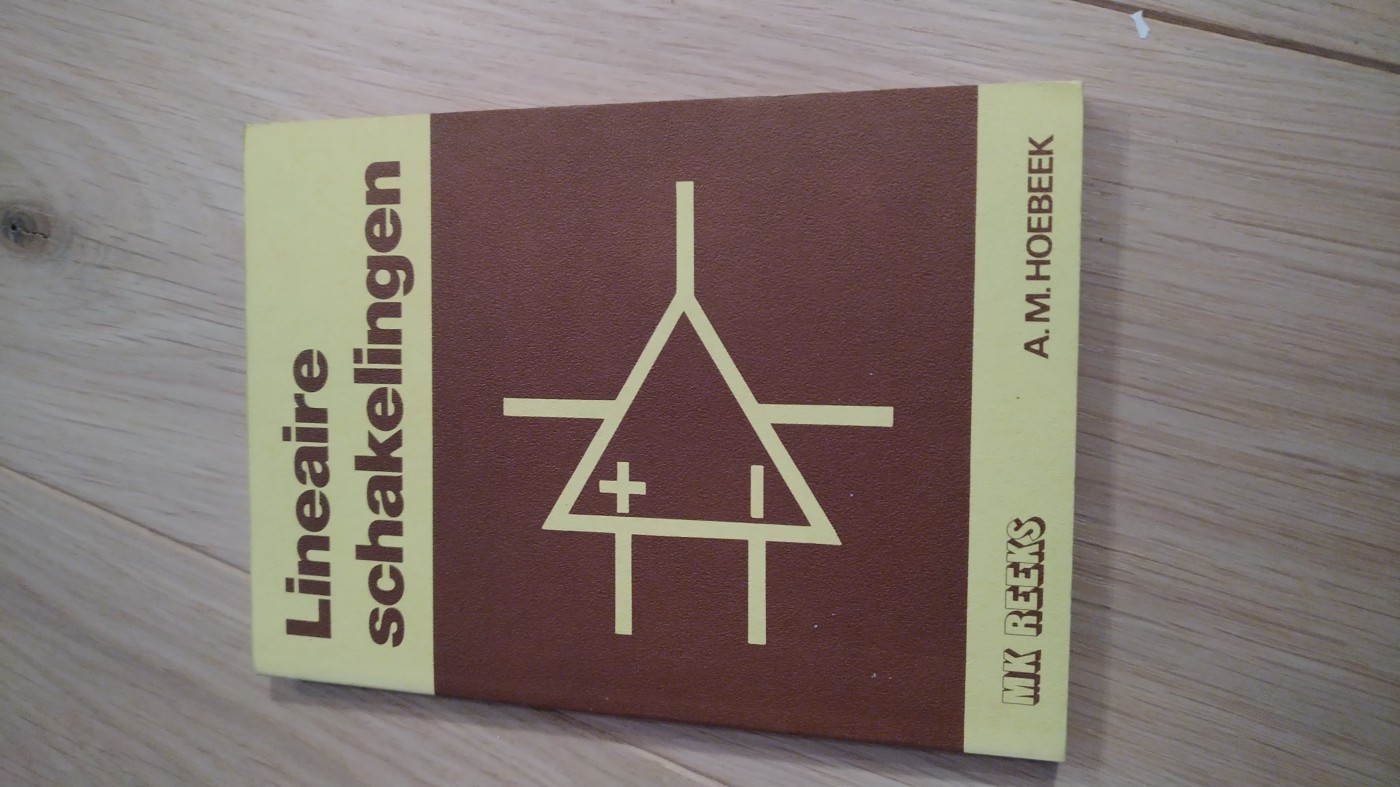 Lineaire
schakelingen
+
-
MK REEKS
A. M. HOEBEEK